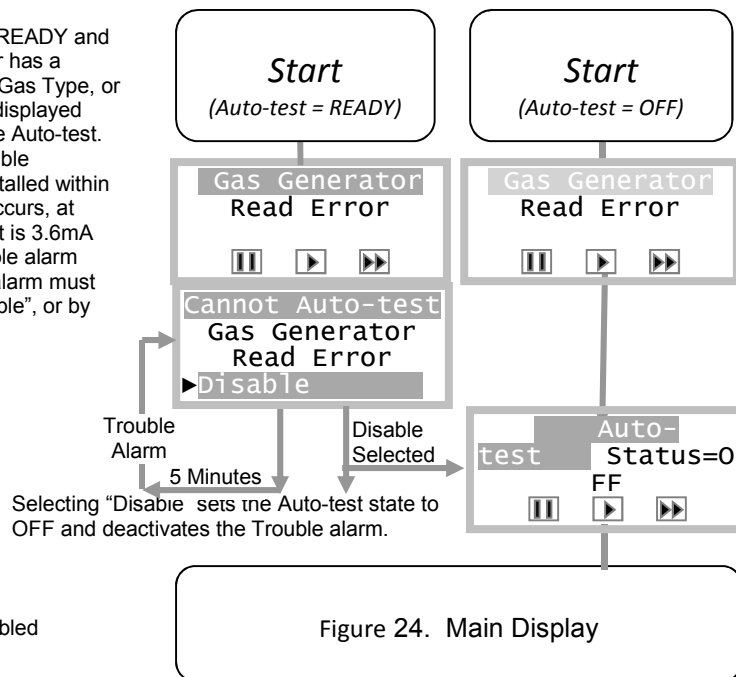 READY and
r has a
Gas Type, or
displayed
e Auto-test.
ble
talled within
ccurs, at
t is 3.6mA
ble alarm
alarm must
ble”, or by
Start
(Auto-test = READY)
Gas Generator
Read Error
Cannot Auto-test
Gas Generator
Read Error
►Disable
Trouble
Alarm
5 Minutes
Disable
Selected
Selecting “Disable” sets the Auto-test state to
OFF and deactivates the Trouble alarm.
Start
(Auto-test = OFF)
Gas Generator
Read Error
Auto-
test Status=O
FF
bled
Figure 24. Main Display